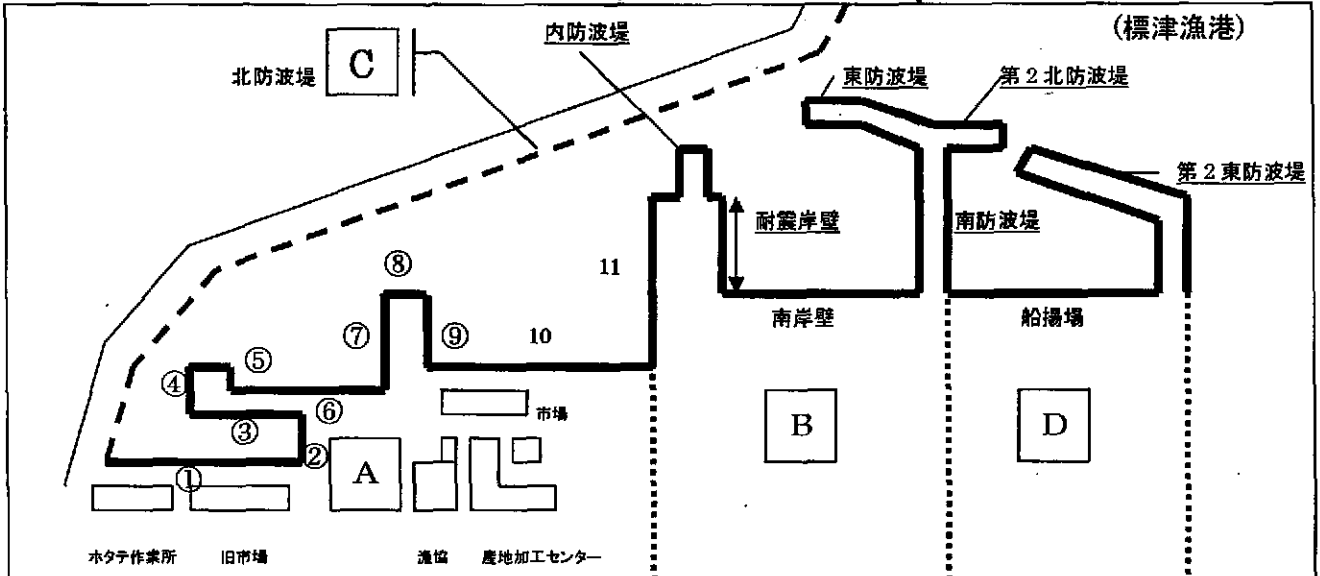 (標津漁港)
内防波堤
北防波堤
C
東防波堤
第2北防波堤
第2東防波堤
耐震岸壁
南防波堤
⑧
11
南岸壁
船揚場
⑦
⑨
10
⑤
④
⑥
市場
③
B
D
②
A
①
ホタテ作業所
旧市場
漁協
産地加工センター